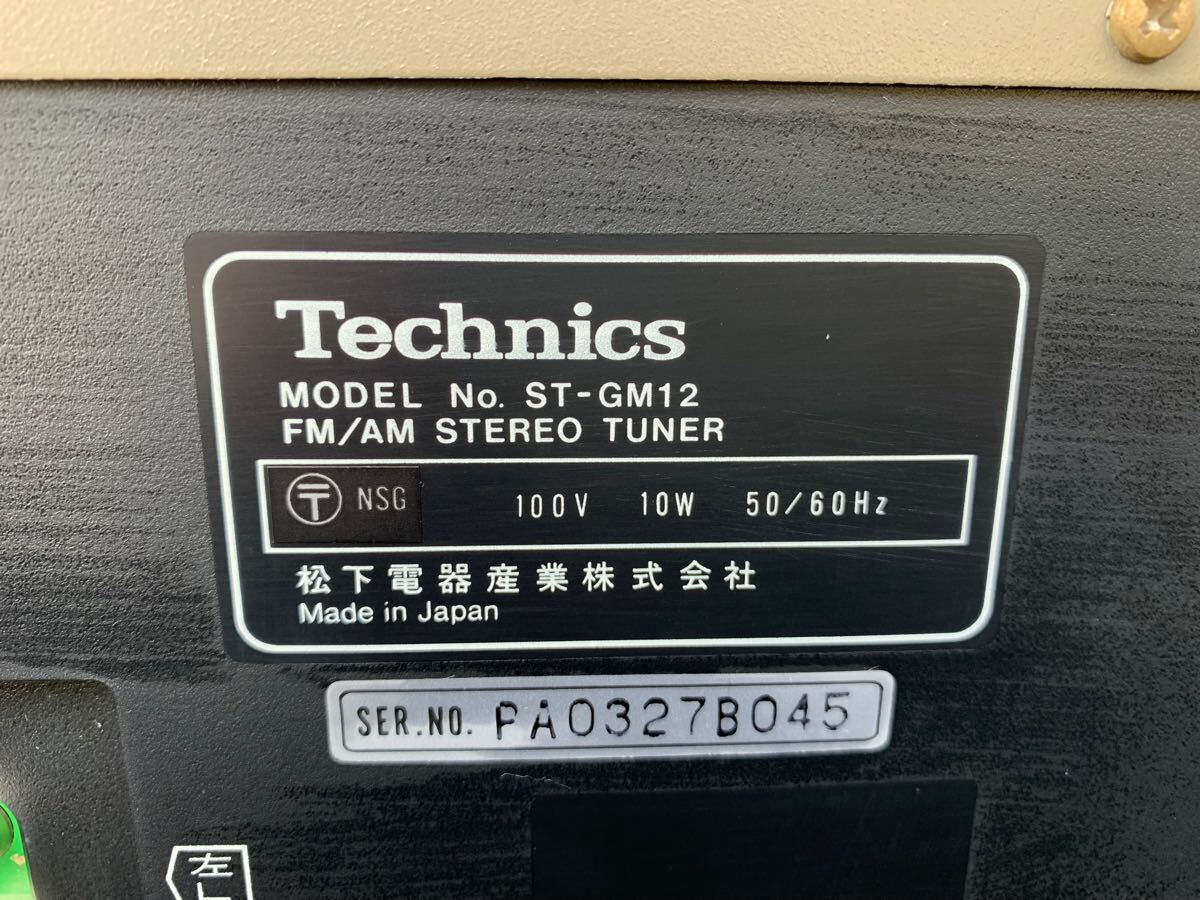 Technics
MODEL No. ST-GM12
FM/AM STEREO TUNER
〒 NSG 100V 10W 50/60Hz
松下電器産業株式会社
Made in Japan
SER.NO. PA0327B045
左
L